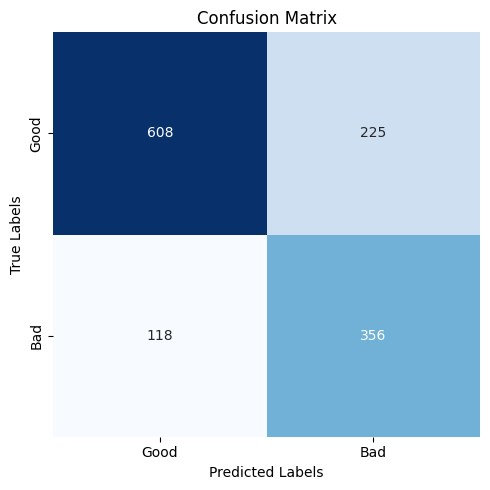 Confusion Matrix
True Labels
Good
608
225
Bad
118
356
Good
Bad
Predicted Labels